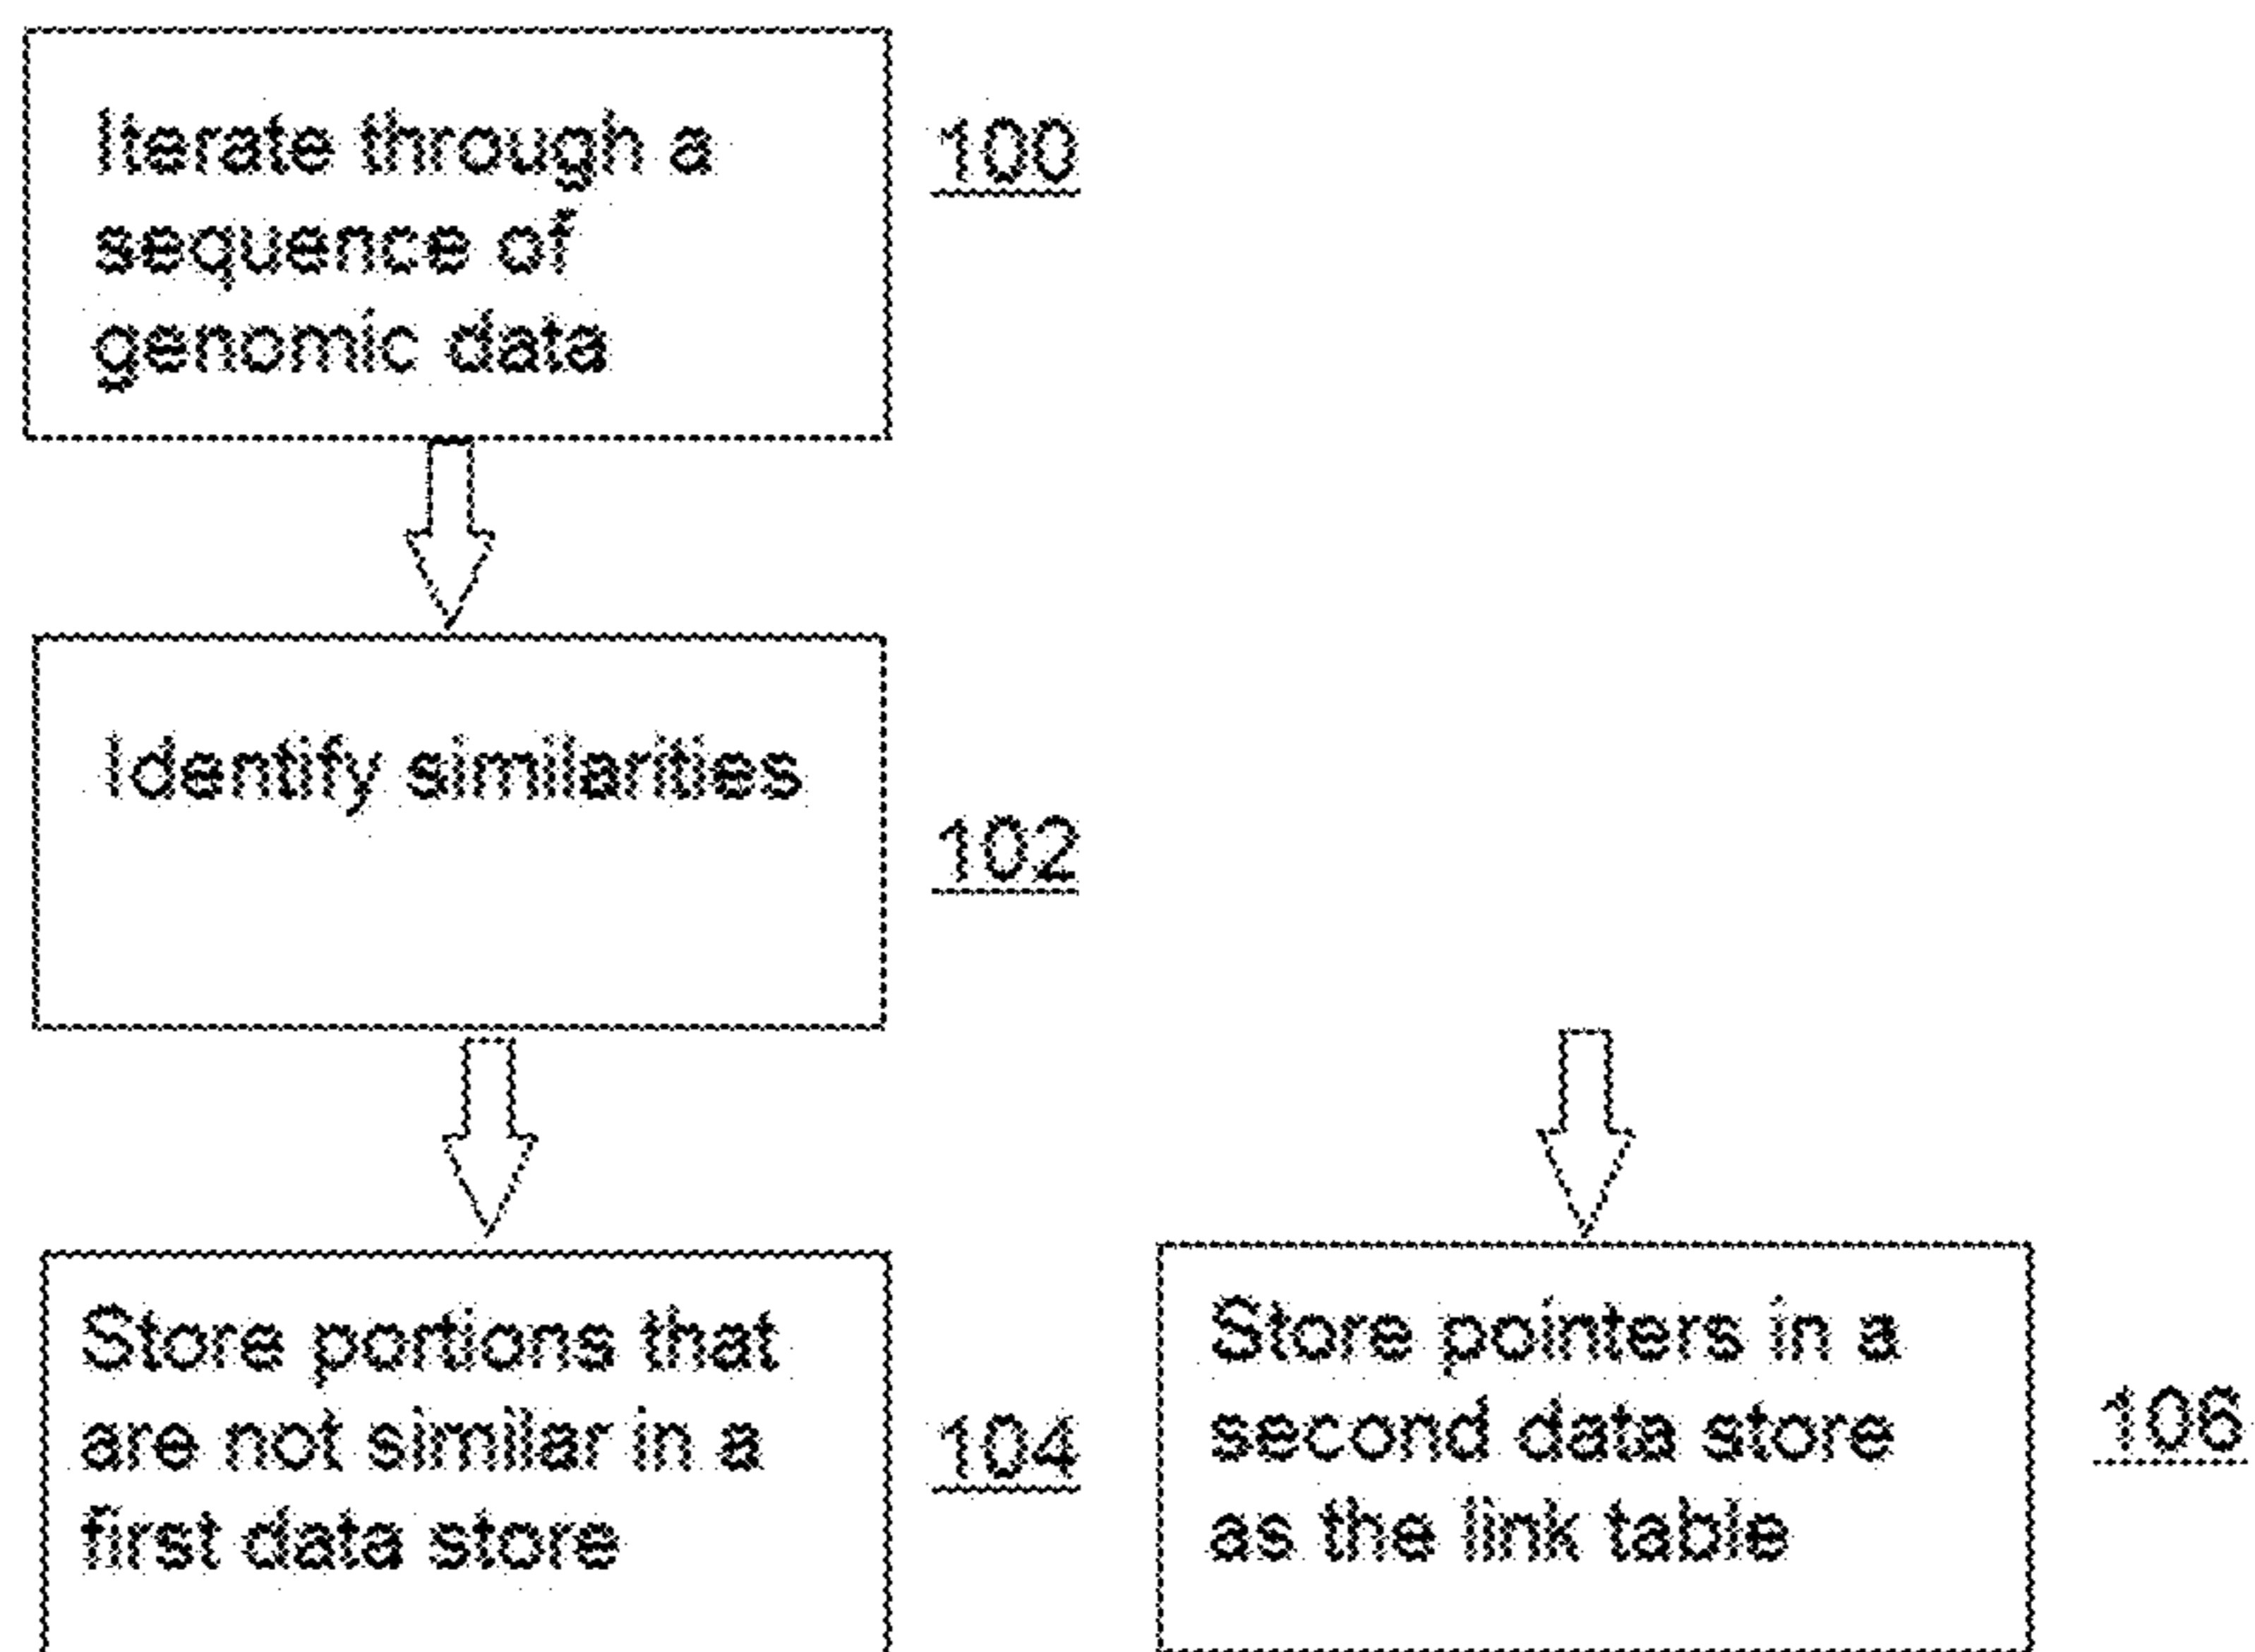 Iterate through a
sequence of
genomic data
100
Identify similarities
102
Store portions that
are not similar in a
first data store
104
Store pointers in a
second data store
as the link table
106